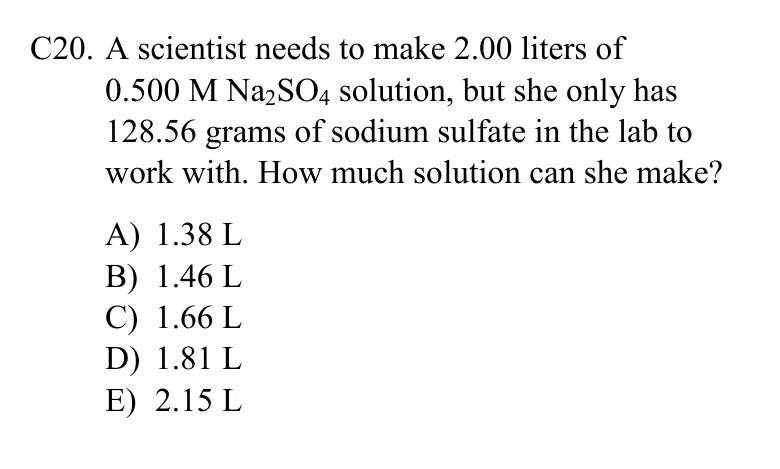 C20. A scientist needs to make 2.00 liters of
0.500 M Na₂SO₄ solution, but she only has
128.56 grams of sodium sulfate in the lab to
work with. How much solution can she make?
A) 1.38 L
B) 1.46 L
C) 1.66 L
D) 1.81 L
E) 2.15 L